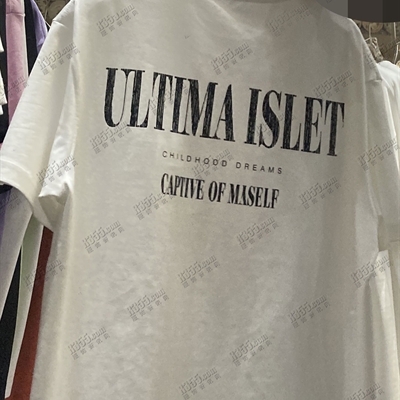 ULTIMA ISLET
CHILDHOOD DREAMS
CAPTIVE OF MASELF